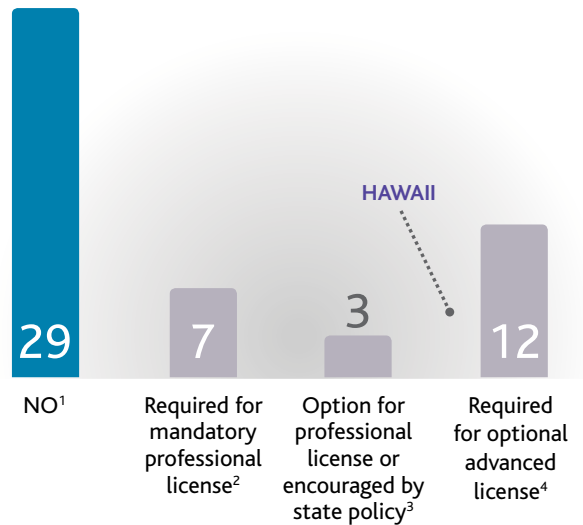 HAWAII
29
7
3
12
NO¹
Required for
mandatory
professional
license²
Option for
professional
license or
encouraged by
state policy³
Required
for optional
advanced
license⁴